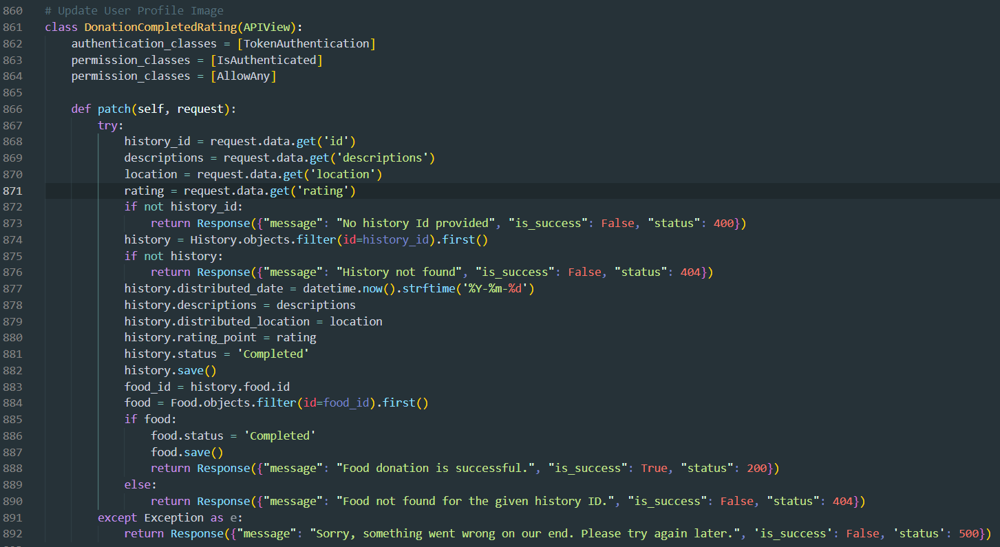 860 # Update User Profile Image
861 class DonationCompletedRating(APIView):
862     authentication_classes = [TokenAuthentication]
863     permission_classes = [IsAuthenticated]
864     permission_classes = [AllowAny]
865
866     def patch(self, request):
867         try:
868             history_id = request.data.get('id')
869             descriptions = request.data.get('descriptions')
870             location = request.data.get('location')
871             rating = request.data.get('rating')
872             if not history_id:
873                 return Response({"message": "No history Id provided", "is_success": False, "status": 400})
874             history = History.objects.filter(id=history_id).first()
875             if not history:
876                 return Response({"message": "History not found", "is_success": False, "status": 404})
877             history.distributed_date = datetime.now().strftime('%Y-%m-%d')
878             history.descriptions = descriptions
879             history.distributed_location = location
880             history.rating_point = rating
881             history.status = 'Completed'
882             history.save()
883             food_id = history.food.id
884             food = Food.objects.filter(id=food_id).first()
885             if food:
886                 food.status = 'Completed'
887                 food.save()
888                 return Response({"message": "Food donation is successful.", "is_success": True, "status": 200})
889             else:
890                 return Response({"message": "Food not found for the given history ID.", "is_success": False, "status": 404})
891         except Exception as e:
892             return Response({"message": "Sorry, something went wrong on our end. Please try again later.", 'is_success': False, 'status': 500})